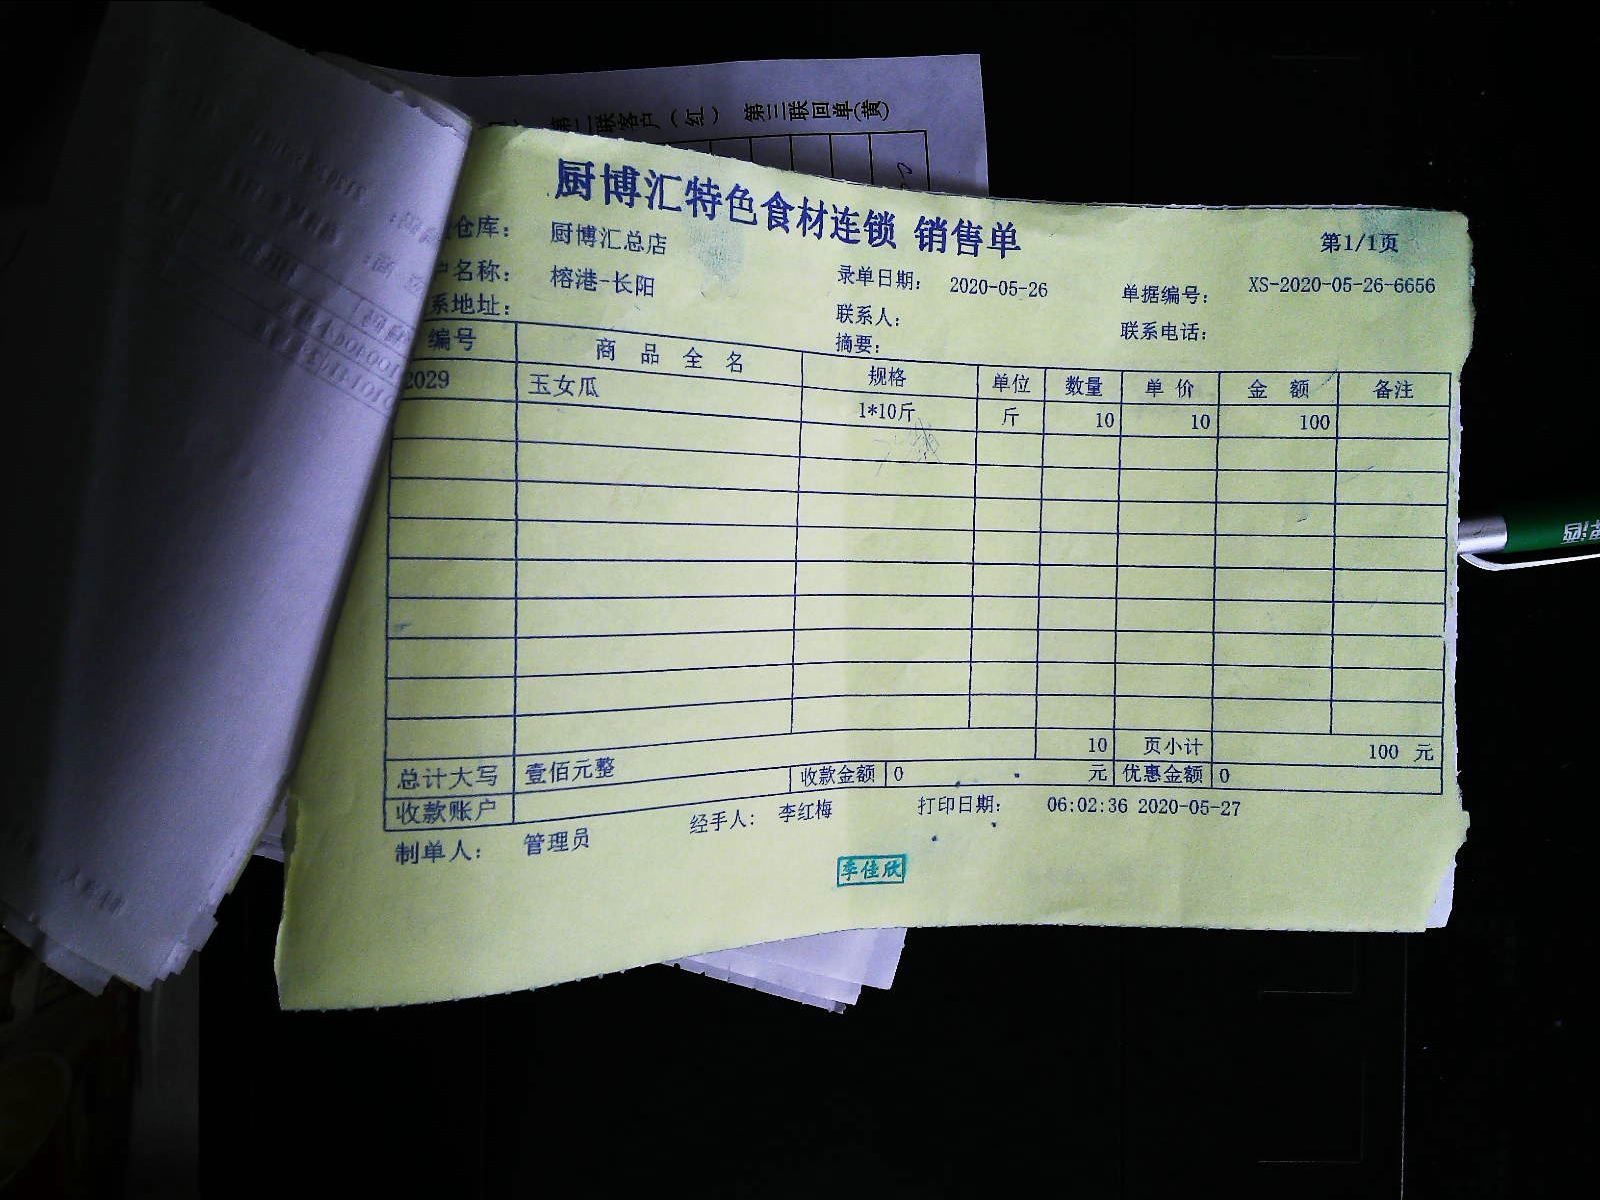 第二联客户（红） 第三联回单(黄)
厨博汇特色食材连锁 销售单
第1/1页
仓库： 厨博汇总店
户名称： 榕港-长阳 录单日期： 2020-05-26 单据编号： XS-2020-05-26-6656
系地址： 联系人： 联系电话：
摘要：
编号 商品全名 规格 单位 数量 单价 金额 备注
2029 玉女瓜 1*10斤 斤 10 10 100
10 页小计 100 元
总计大写 壹佰元整 收款金额 0 元 优惠金额 0
收款账户
制单人： 管理员 经手人： 李红梅 打印日期： 06:02:36 2020-05-27
李佳欣